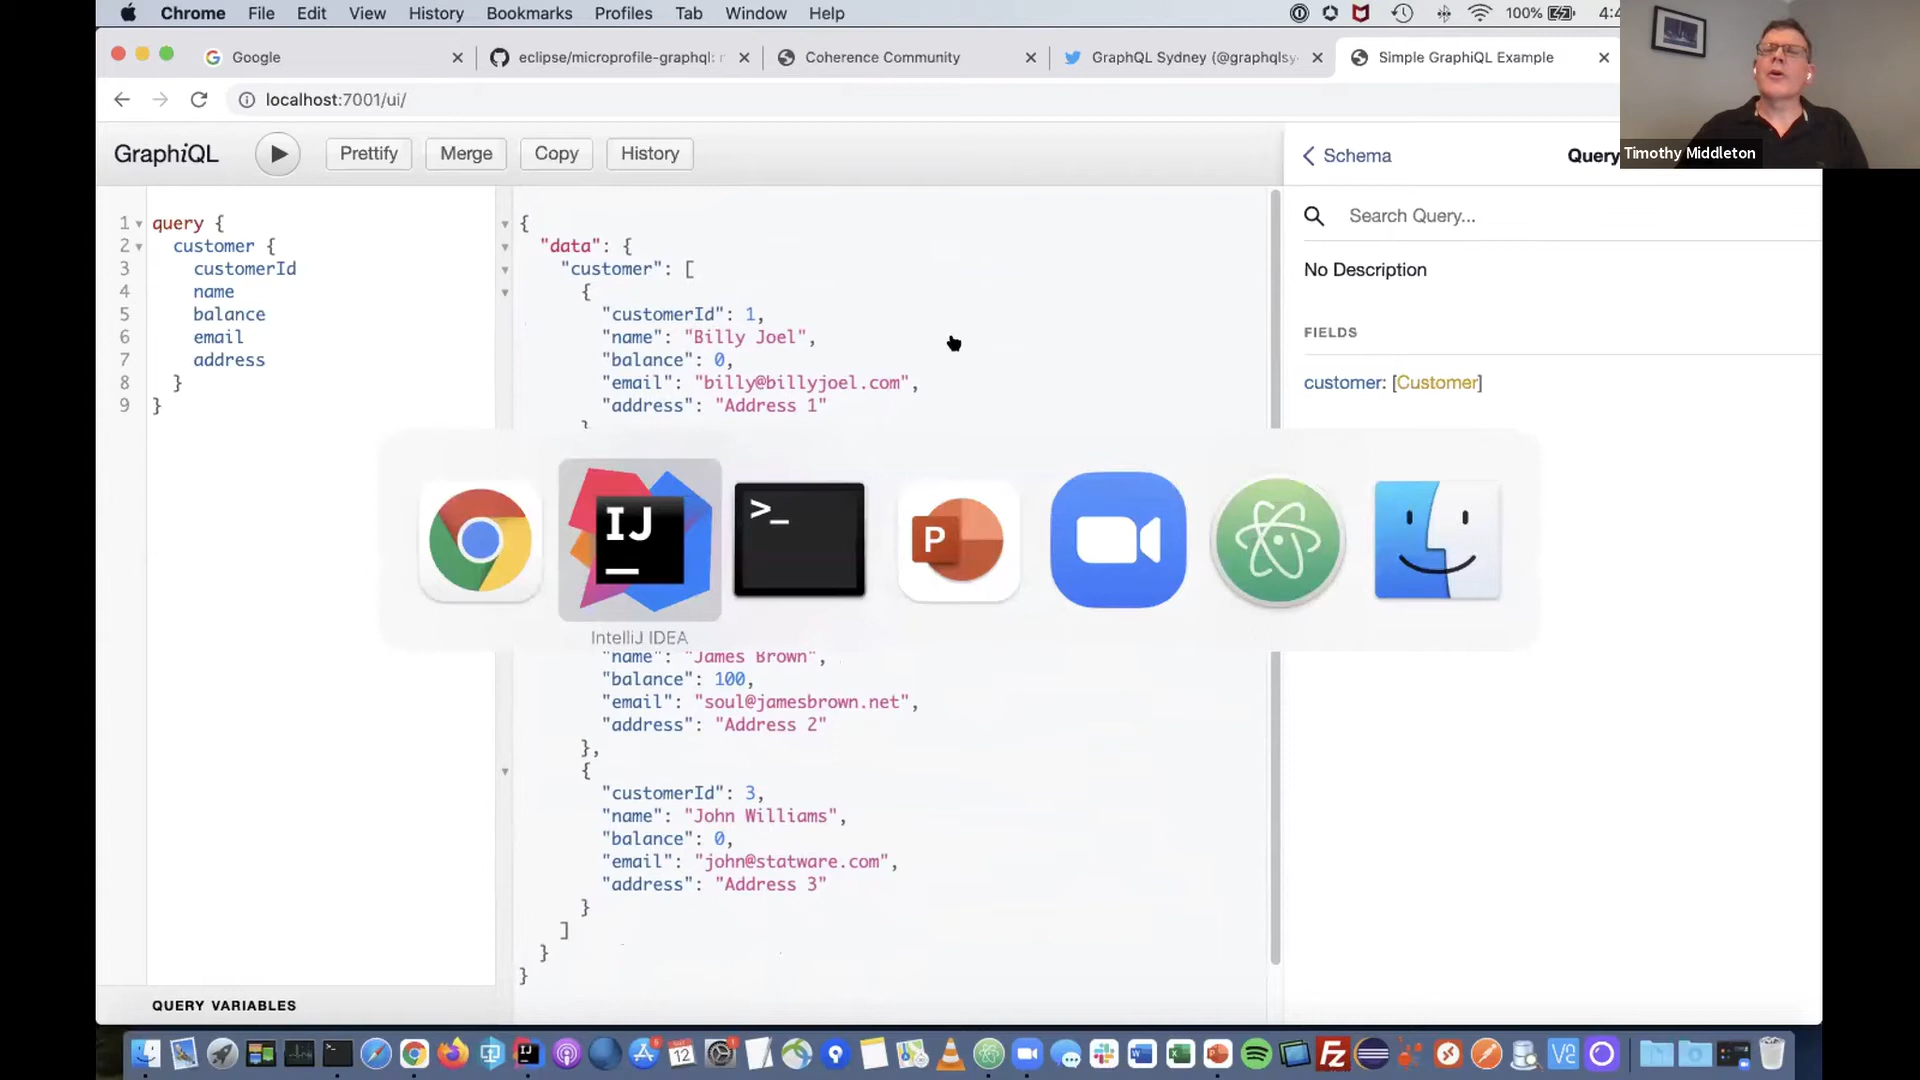 Chrome File Edit View History Bookmarks Profiles Tab Window Help 100% 4:4
Google
eclipse/microprofile-graphql:
Coherence Community
GraphQL Sydney (@graphqlsy
Simple GraphiQL Example
localhost:7001/ui/
GraphiQL Prettify Merge Copy History
Schema
Query
Timothy Middleton
Search Query...
No Description
FIELDS
customer: [Customer]
1 query {
2 customer {
3 customerId
4 name
5 balance
6 email
7 address
8 }
9 }
{
"data": {
"customer": [
{
"customerId": 1,
"name": "Billy Joel",
"balance": 0,
"email": "billy@billyjoel.com",
"address": "Address 1"
IJ
>_
P
IntelliJ IDEA
"name": "James Brown",
"balance": 100,
"email": "soul@jamesbrown.net",
"address": "Address 2"
},
{
"customerId": 3,
"name": "John Williams",
"balance": 0,
"email": "john@statware.com",
"address": "Address 3"
}
]
}
}
QUERY VARIABLES